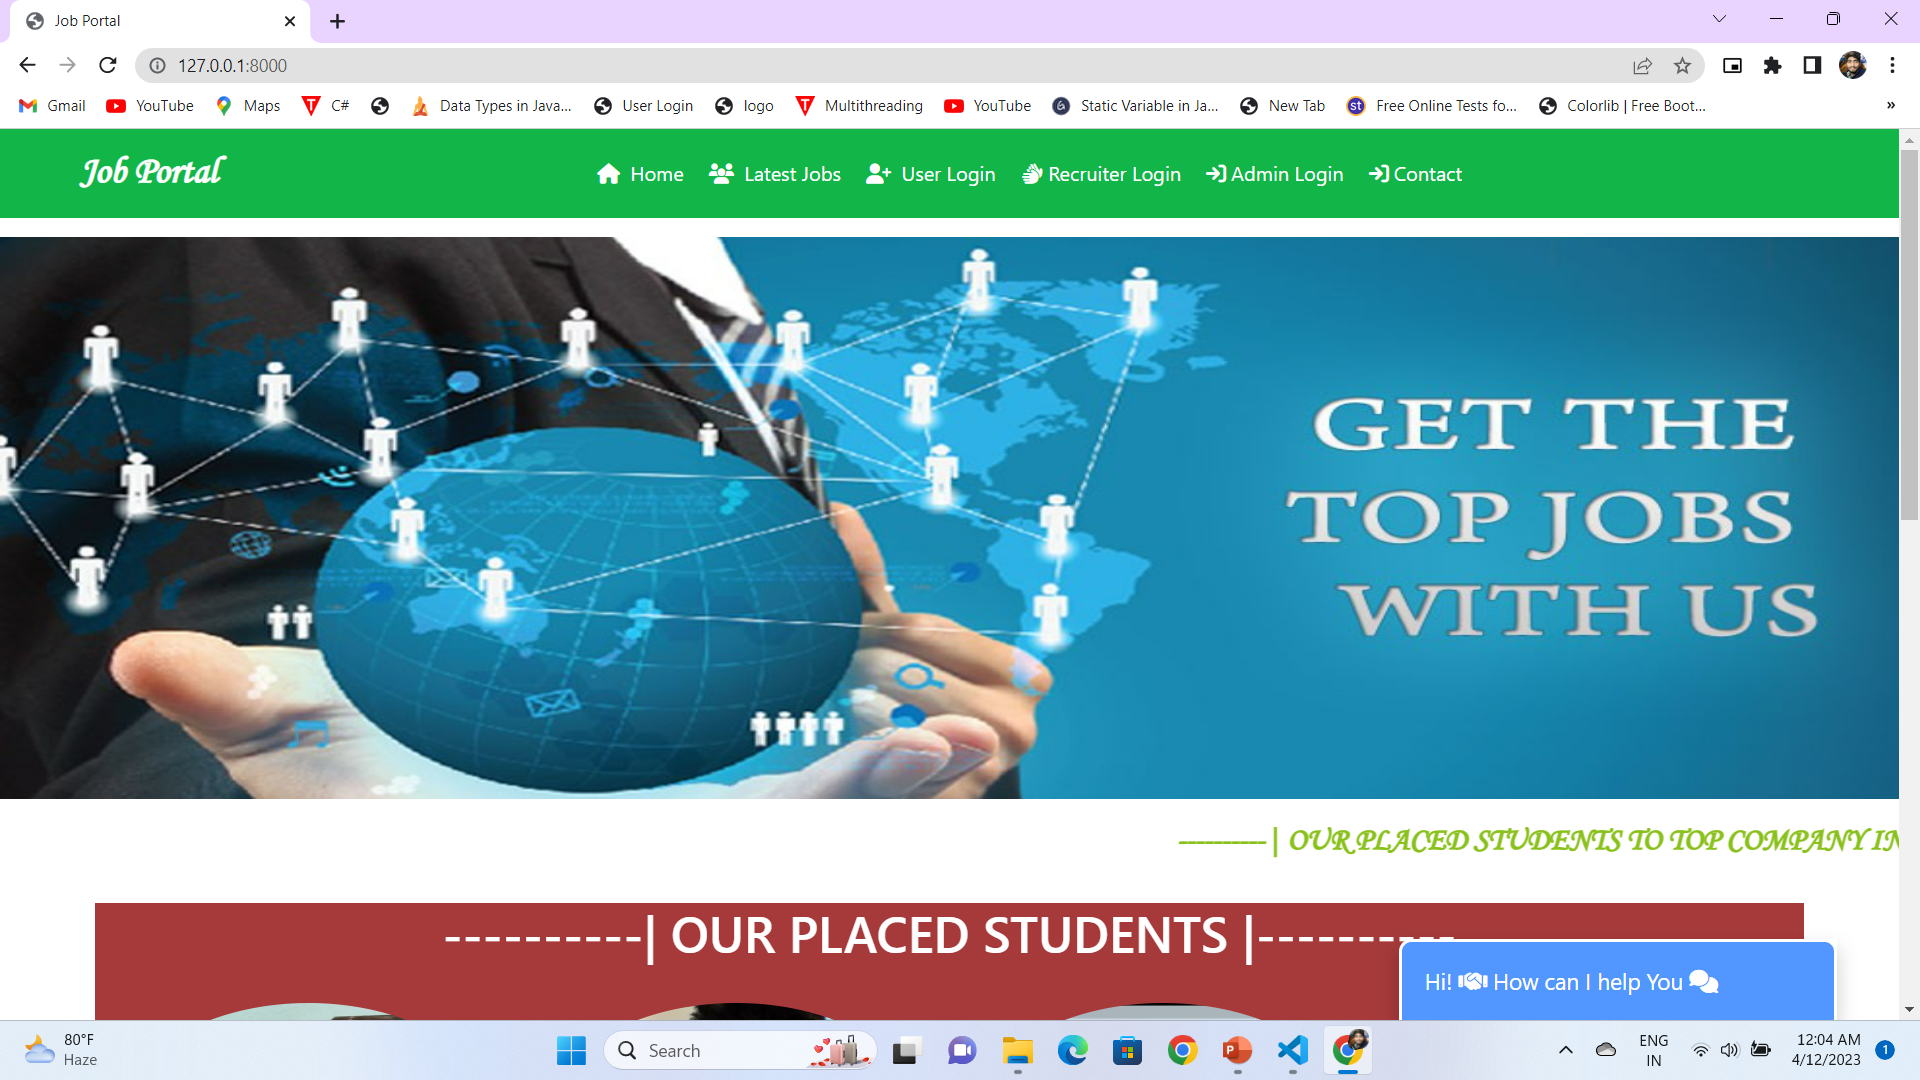 Job Portal
127.0.0.1:8000
Gmail YouTube Maps C# Data Types in Java... User Login logo Multithreading YouTube Static Variable in Ja... New Tab st Free Online Tests fo... Colorlib | Free Boot... »
Job Portal Home Latest Jobs User Login Recruiter Login Admin Login Contact
GET THE
TOP JOBS
WITH US
----------| OUR PLACED STUDENTS TO TOP COMPANY IN
----------| OUR PLACED STUDENTS |----------
Hi! How can I help You
80°F
Haze
Search
ENG
IN
12:04 AM
4/12/2023
1